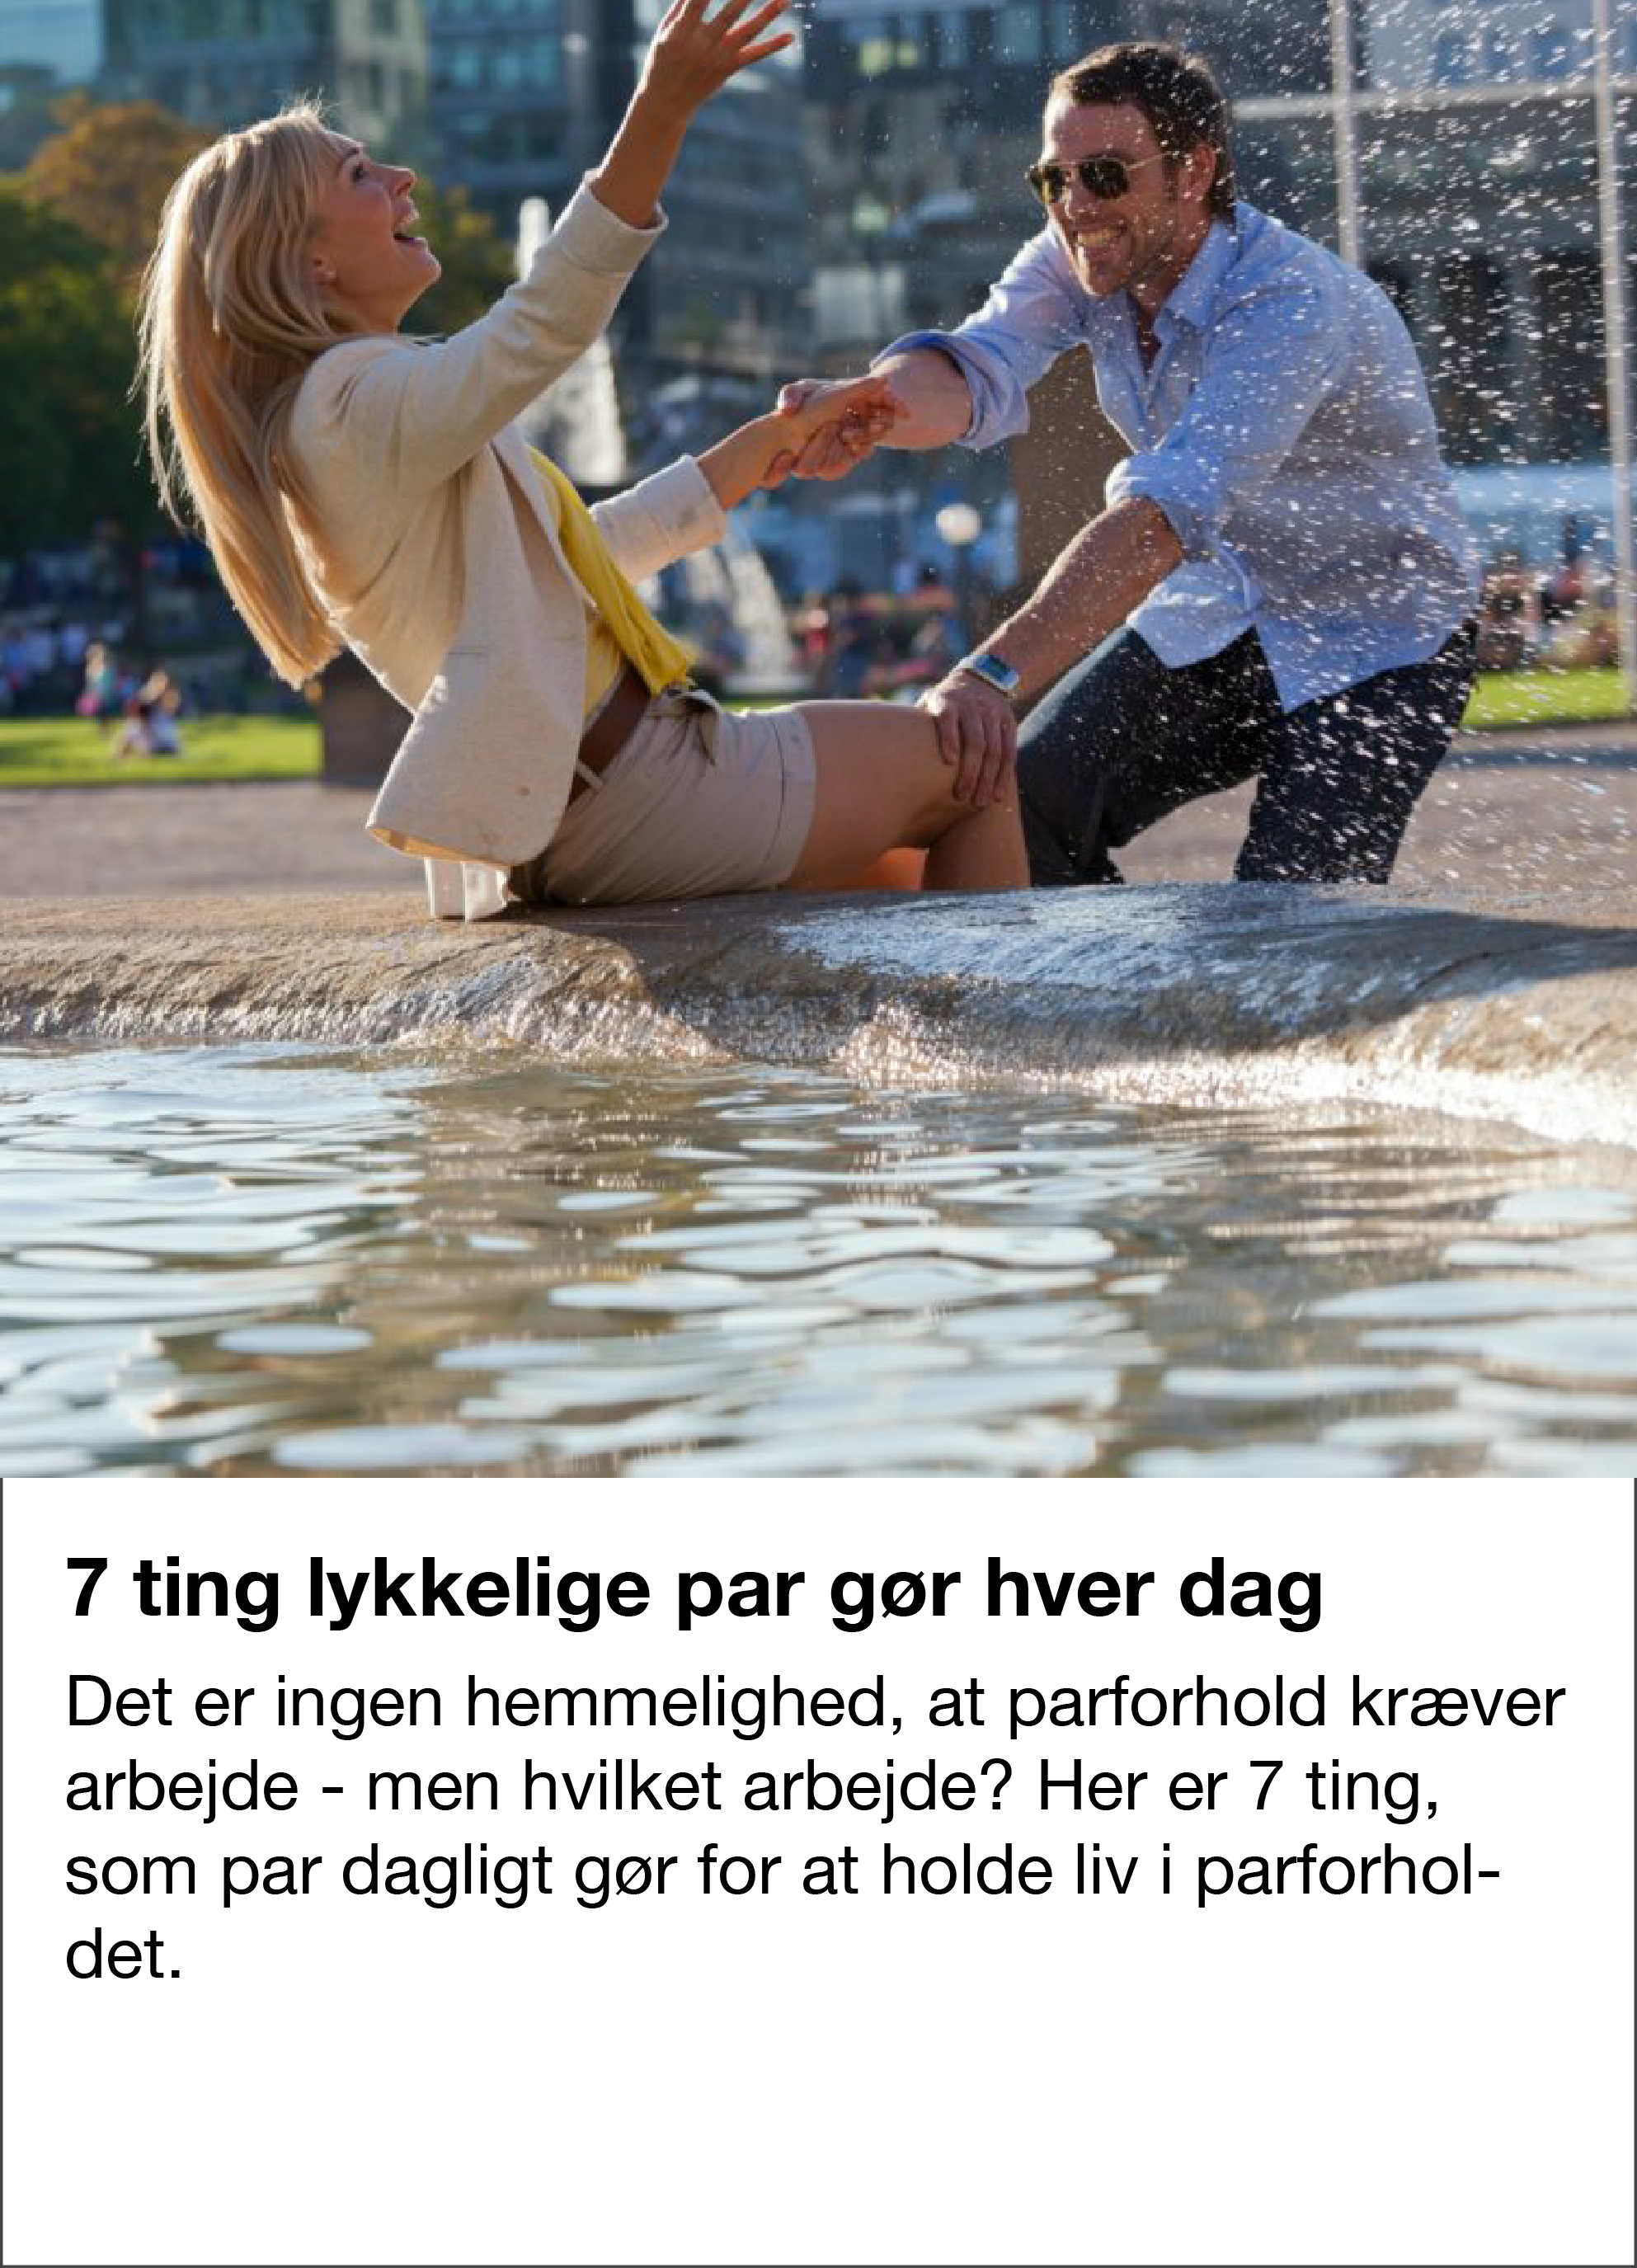 7 ting lykkelige par gør hver dag
Det er ingen hemmelighed, at parforhold kræver
arbejde - men hvilket arbejde? Her er 7 ting,
som par dagligt gør for at holde liv i parforhol-
det.